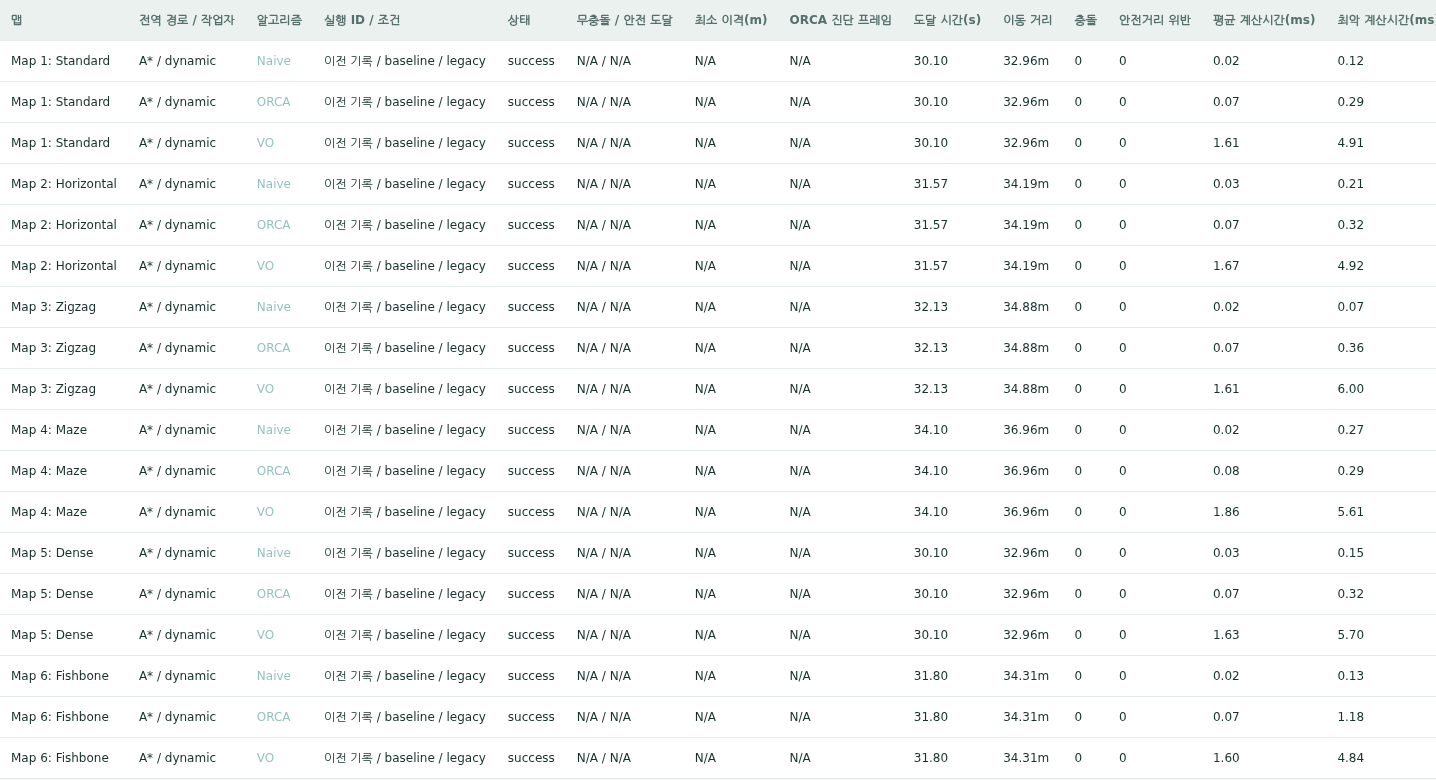 맵 전역 경로 / 작업자 알고리즘 실행 ID / 조건 상태 무충돌 / 안전 도달 최소 이격(m) ORCA 진단 프레임 도달 시간(s) 이동 거리 충돌 안전거리 위반 평균 계산시간(ms) 최악 계산시간(ms
Map 1: Standard A* / dynamic Naive 이전 기록 / baseline / legacy success N/A / N/A N/A N/A 30.10 32.96m 0 0 0.02 0.12
Map 1: Standard A* / dynamic ORCA 이전 기록 / baseline / legacy success N/A / N/A N/A N/A 30.10 32.96m 0 0 0.07 0.29
Map 1: Standard A* / dynamic VO 이전 기록 / baseline / legacy success N/A / N/A N/A N/A 30.10 32.96m 0 0 1.61 4.91
Map 2: Horizontal A* / dynamic Naive 이전 기록 / baseline / legacy success N/A / N/A N/A N/A 31.57 34.19m 0 0 0.03 0.21
Map 2: Horizontal A* / dynamic ORCA 이전 기록 / baseline / legacy success N/A / N/A N/A N/A 31.57 34.19m 0 0 0.07 0.32
Map 2: Horizontal A* / dynamic VO 이전 기록 / baseline / legacy success N/A / N/A N/A N/A 31.57 34.19m 0 0 1.67 4.92
Map 3: Zigzag A* / dynamic Naive 이전 기록 / baseline / legacy success N/A / N/A N/A N/A 32.13 34.88m 0 0 0.02 0.07
Map 3: Zigzag A* / dynamic ORCA 이전 기록 / baseline / legacy success N/A / N/A N/A N/A 32.13 34.88m 0 0 0.07 0.36
Map 3: Zigzag A* / dynamic VO 이전 기록 / baseline / legacy success N/A / N/A N/A N/A 32.13 34.88m 0 0 1.61 6.00
Map 4: Maze A* / dynamic Naive 이전 기록 / baseline / legacy success N/A / N/A N/A N/A 34.10 36.96m 0 0 0.02 0.27
Map 4: Maze A* / dynamic ORCA 이전 기록 / baseline / legacy success N/A / N/A N/A N/A 34.10 36.96m 0 0 0.08 0.29
Map 4: Maze A* / dynamic VO 이전 기록 / baseline / legacy success N/A / N/A N/A N/A 34.10 36.96m 0 0 1.86 5.61
Map 5: Dense A* / dynamic Naive 이전 기록 / baseline / legacy success N/A / N/A N/A N/A 30.10 32.96m 0 0 0.03 0.15
Map 5: Dense A* / dynamic ORCA 이전 기록 / baseline / legacy success N/A / N/A N/A N/A 30.10 32.96m 0 0 0.07 0.32
Map 5: Dense A* / dynamic VO 이전 기록 / baseline / legacy success N/A / N/A N/A N/A 30.10 32.96m 0 0 1.63 5.70
Map 6: Fishbone A* / dynamic Naive 이전 기록 / baseline / legacy success N/A / N/A N/A N/A 31.80 34.31m 0 0 0.02 0.13
Map 6: Fishbone A* / dynamic ORCA 이전 기록 / baseline / legacy success N/A / N/A N/A N/A 31.80 34.31m 0 0 0.07 1.18
Map 6: Fishbone A* / dynamic VO 이전 기록 / baseline / legacy success N/A / N/A N/A N/A 31.80 34.31m 0 0 1.60 4.84